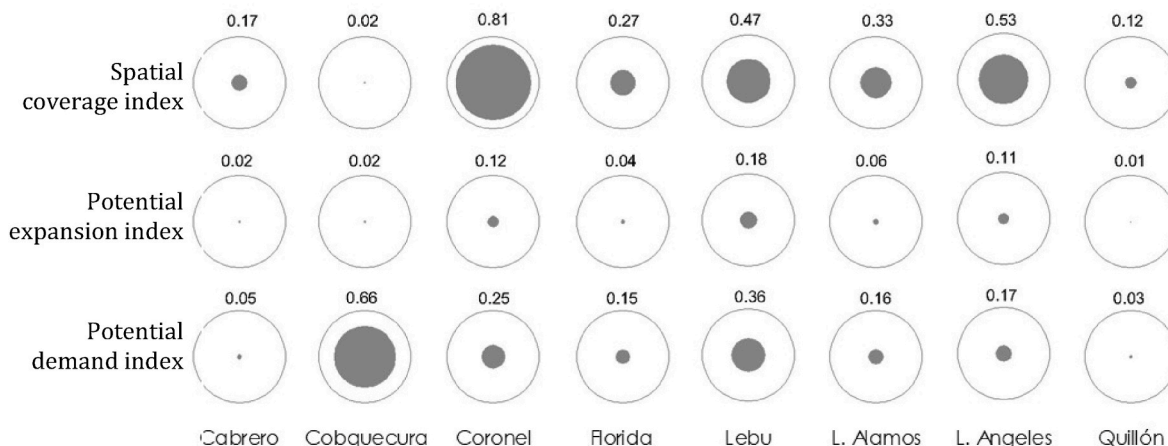 0.17 0.02 0.81 0.27 0.47 0.33 0.53 0.12
Spatial
coverage index
0.02 0.02 0.12 0.04 0.18 0.06 0.11 0.01
Potential
expansion index
0.05 0.66 0.25 0.15 0.36 0.16 0.17 0.03
Potential
demand index
Cabrero Cobquecura Coronel Florida Lebu L. Alamos L. Angeles Quillón